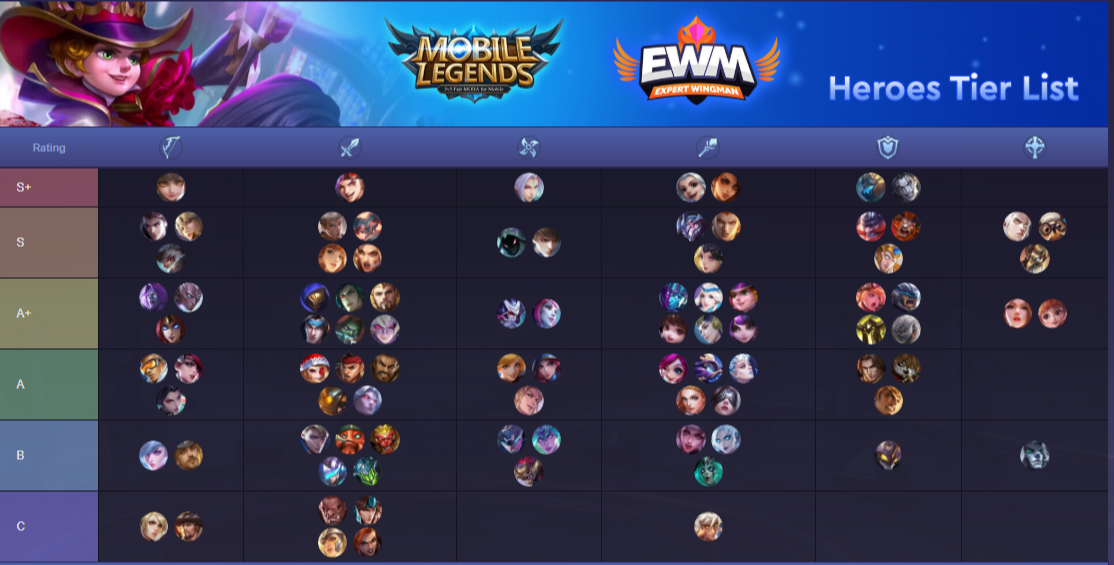 MOBILE
LEGENDS
5v5 Fair MOBA for Mobile
EWM
EXPERT WINGMAN
Heroes Tier List
Rating
S+
S
A+
A
B
C